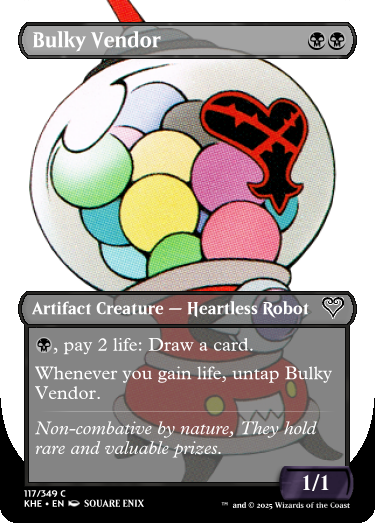 Bulky Vendor
Artifact Creature — Heartless Robot
, pay 2 life: Draw a card.
Whenever you gain life, untap Bulky
Vendor.
Non-combative by nature, They hold
rare and valuable prizes.
1/1
117/349 C
KHE • EN SQUARE ENIX
™ and © 2025 Wizards of the Coast